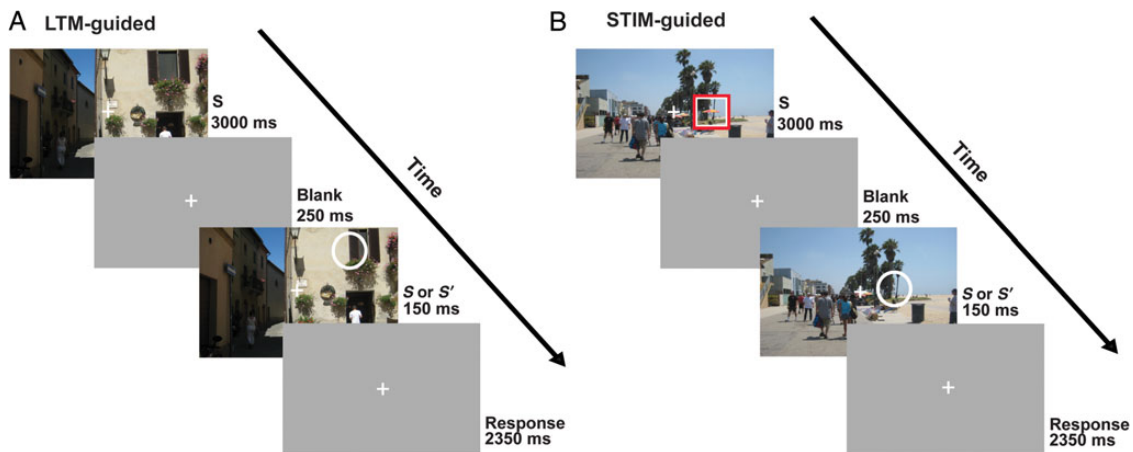 A LTM-guided
S
3000 ms
Time
Blank
250 ms
S or S′
150 ms
Response
2350 ms
B STIM-guided
S
3000 ms
Time
Blank
250 ms
S or S′
150 ms
Response
2350 ms